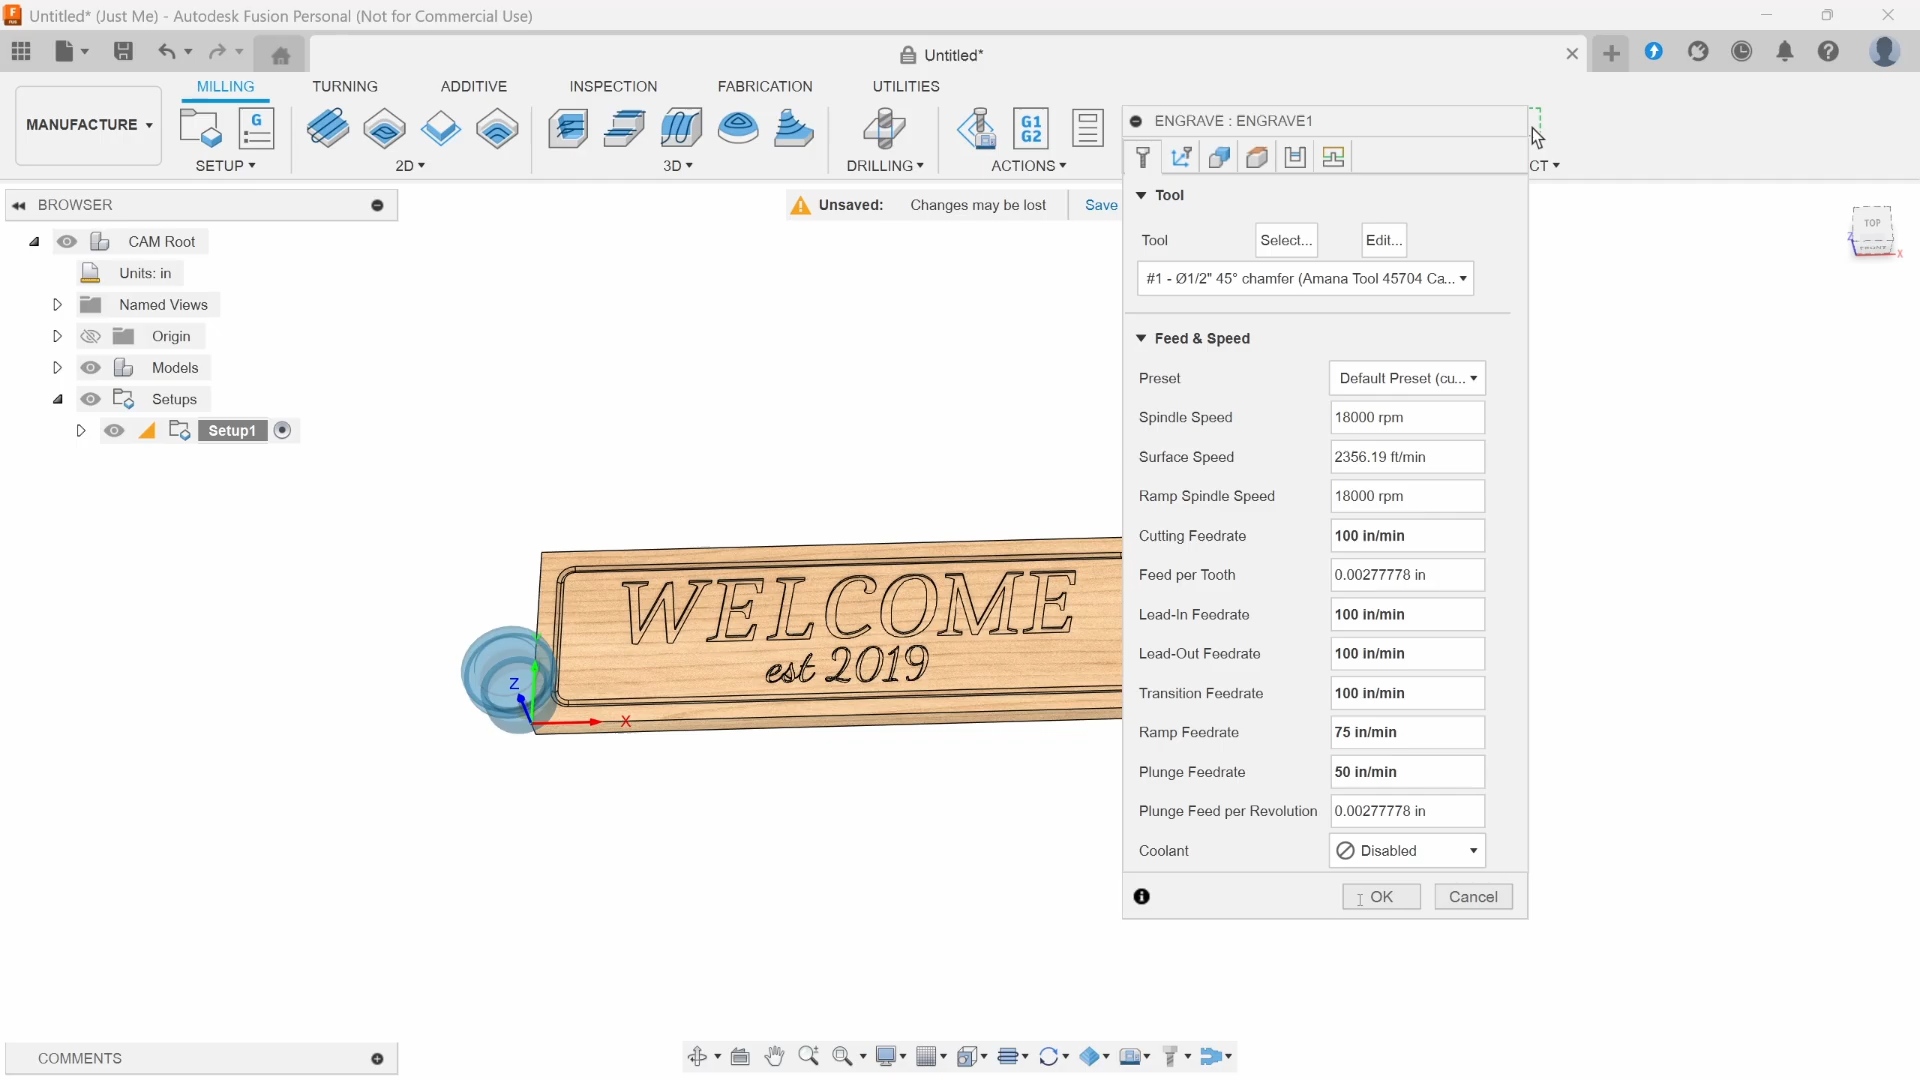 Untitled* (Just Me) - Autodesk Fusion Personal (Not for Commercial Use)
Untitled*
MILLING TURNING ADDITIVE INSPECTION FABRICATION UTILITIES
MANUFACTURE
G
G1
G2
SETUP 2D 3D DRILLING ACTIONS CT
ENGRAVE : ENGRAVE1
BROWSER
Unsaved: Changes may be lost Save
CAM Root
Units: in
Named Views
Origin
Models
Setups
Setup1
TOP
FRONT
Z
X
Tool
Tool Select... Edit...
#1 - Ø1/2" 45° chamfer (Amana Tool 45704 Ca...
Feed & Speed
Preset Default Preset (cu...
Spindle Speed 18000 rpm
Surface Speed 2356.19 ft/min
Ramp Spindle Speed 18000 rpm
Cutting Feedrate 100 in/min
Feed per Tooth 0.00277778 in
Lead-In Feedrate 100 in/min
Lead-Out Feedrate 100 in/min
Transition Feedrate 100 in/min
Ramp Feedrate 75 in/min
Plunge Feedrate 50 in/min
Plunge Feed per Revolution 0.00277778 in
Coolant Disabled
OK Cancel
WELCOME
est 2019
Z
X
COMMENTS